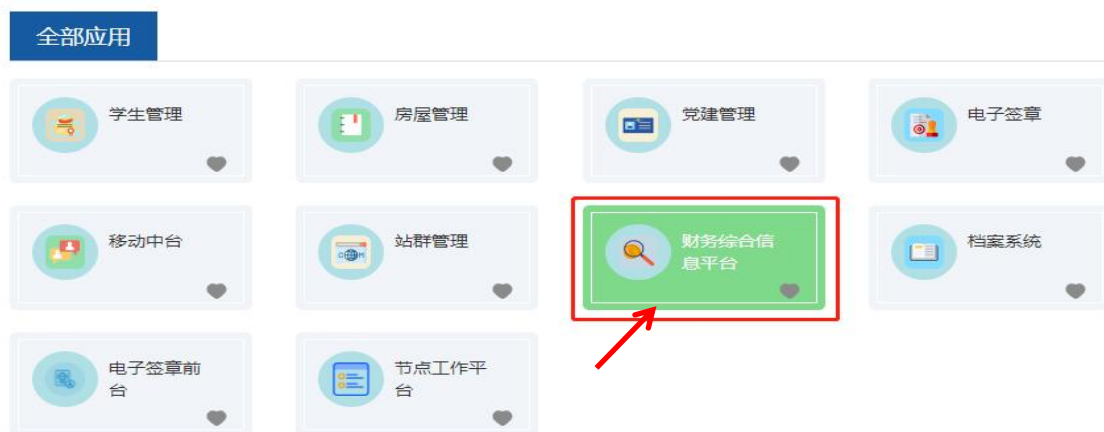 全部应用
学生管理
房屋管理
党建管理
电子签章
移动中台
站群管理
财务综合信
息平台
档案系统
电子签章前
台
节点工作平
台